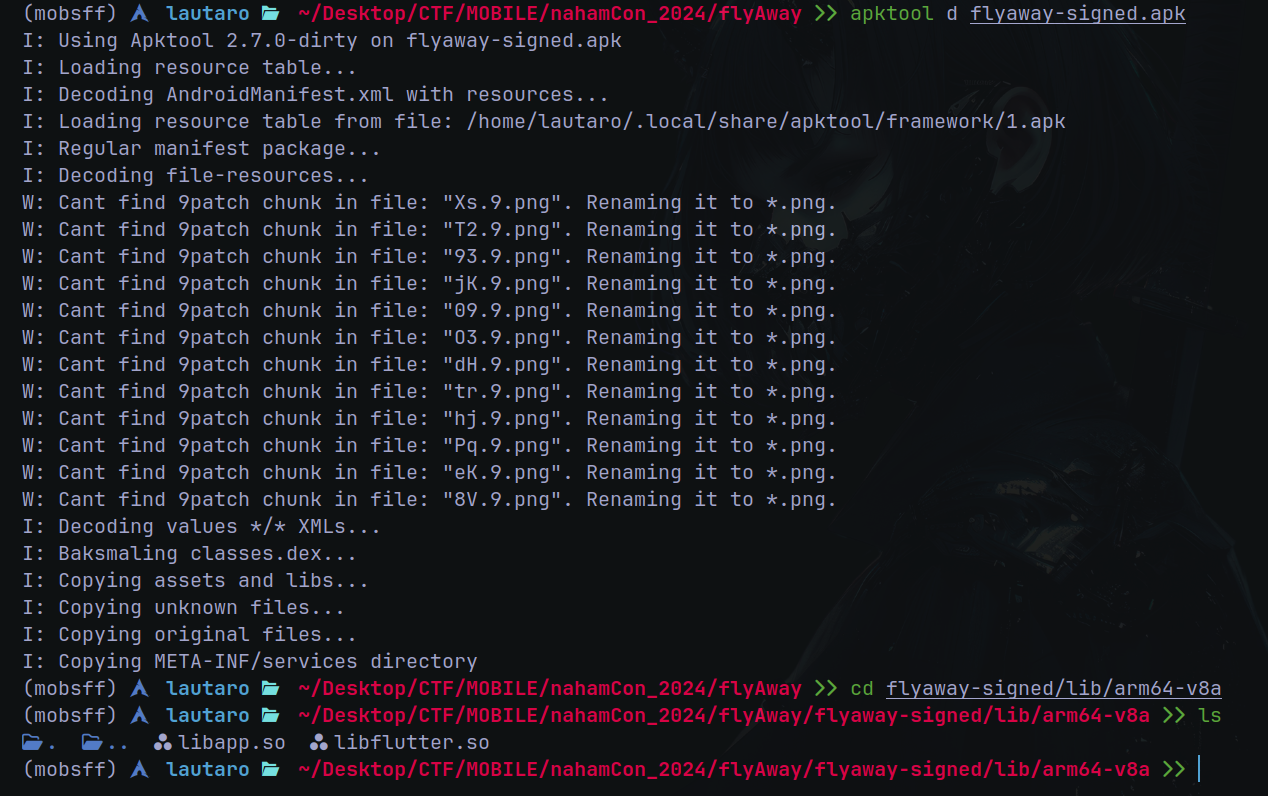 (mobsff) lautaro ~/Desktop/CTF/MOBILE/nahamCon_2024/flyAway >> apktool d flyaway-signed.apk
I: Using Apktool 2.7.0-dirty on flyaway-signed.apk
I: Loading resource table...
I: Decoding AndroidManifest.xml with resources...
I: Loading resource table from file: /home/lautaro/.local/share/apktool/framework/1.apk
I: Regular manifest package...
I: Decoding file-resources...
W: Cant find 9patch chunk in file: "Xs.9.png". Renaming it to *.png.
W: Cant find 9patch chunk in file: "T2.9.png". Renaming it to *.png.
W: Cant find 9patch chunk in file: "93.9.png". Renaming it to *.png.
W: Cant find 9patch chunk in file: "jK.9.png". Renaming it to *.png.
W: Cant find 9patch chunk in file: "09.9.png". Renaming it to *.png.
W: Cant find 9patch chunk in file: "O3.9.png". Renaming it to *.png.
W: Cant find 9patch chunk in file: "dH.9.png". Renaming it to *.png.
W: Cant find 9patch chunk in file: "tr.9.png". Renaming it to *.png.
W: Cant find 9patch chunk in file: "hj.9.png". Renaming it to *.png.
W: Cant find 9patch chunk in file: "Pq.9.png". Renaming it to *.png.
W: Cant find 9patch chunk in file: "eK.9.png". Renaming it to *.png.
W: Cant find 9patch chunk in file: "8V.9.png". Renaming it to *.png.
I: Decoding values */* XMLs...
I: Baksmaling classes.dex...
I: Copying assets and libs...
I: Copying unknown files...
I: Copying original files...
I: Copying META-INF/services directory
(mobsff) lautaro ~/Desktop/CTF/MOBILE/nahamCon_2024/flyAway >> cd flyaway-signed/lib/arm64-v8a
(mobsff) lautaro ~/Desktop/CTF/MOBILE/nahamCon_2024/flyAway/flyaway-signed/lib/arm64-v8a >> ls
. .. libapp.so libflutter.so
(mobsff) lautaro ~/Desktop/CTF/MOBILE/nahamCon_2024/flyAway/flyaway-signed/lib/arm64-v8a >>